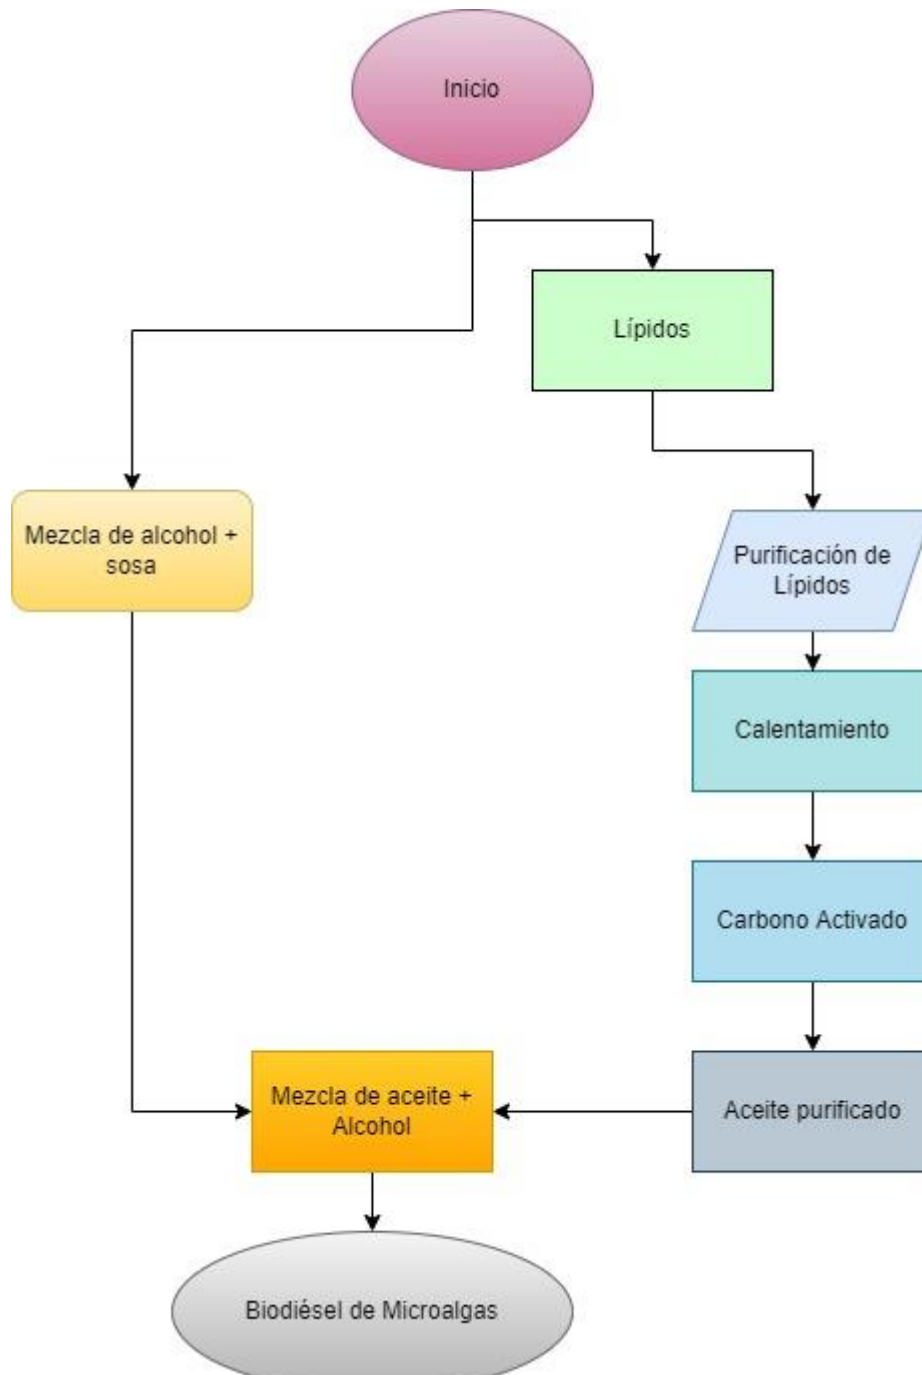 Inicio
Lípidos
Mezcla de alcohol +
sosa
Purificación de
Lípidos
Calentamiento
Carbono Activado
Mezcla de aceite +
Alcohol
Aceite purificado
Biodiésel de Microalgas